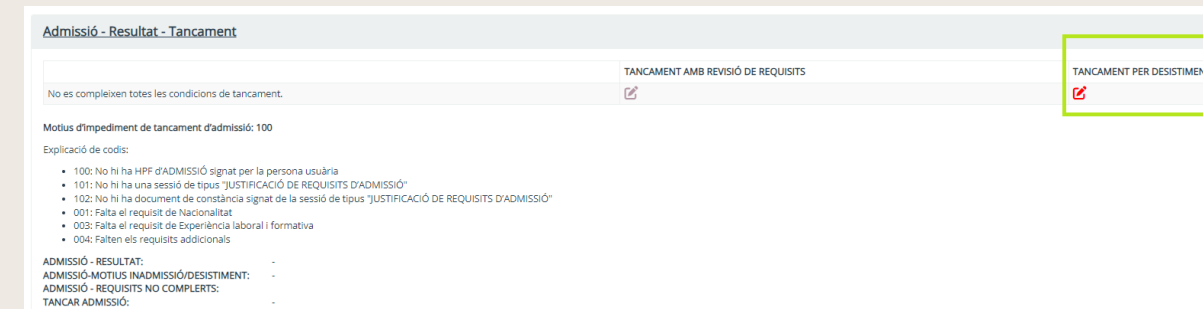 Admissió - Resultat - Tancament
TANCAMENT AMB REVISIÓ DE REQUISITS TANCAMENT PER DESISTIMEN
No es compleixen totes les condicions de tancament.
Motius d'impediment de tancament d'admissió: 100
Explicació de codis:
• 100: No hi ha HPF d'ADMISSIÓ signat per la persona usuària
• 101: No hi ha una sessió de tipus "JUSTIFICACIÓ DE REQUISITS D'ADMISSIÓ"
• 102: No hi ha document de constància signat de la sessió de tipus "JUSTIFICACIÓ DE REQUISITS D'ADMISSIÓ"
• 001: Falta el requisit de Nacionalitat
• 003: Falta el requisit de Experiència laboral i formativa
• 004: Falten els requisits addicionals
ADMISSIÓ - RESULTAT: -
ADMISSIÓ-MOTIUS INADMISSIÓ/DESISTIMENT: -
ADMISSIÓ - REQUISITS NO COMPLERTS:
TANCAR ADMISSIÓ: -